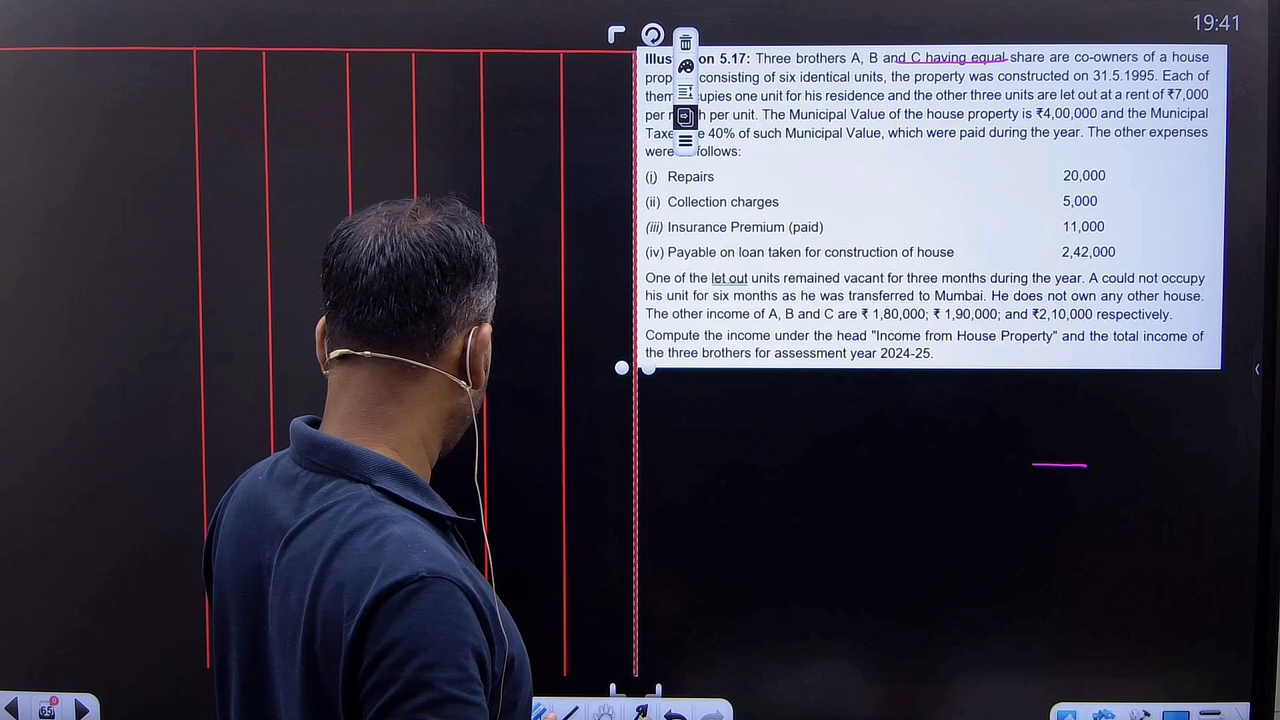 19:41
Illus on 5.17: Three brothers A, B and C having equal share are co-owners of a house
prop consisting of six identical units, the property was constructed on 31.5.1995. Each of
them upies one unit for his residence and the other three units are let out at a rent of ₹7,000
per m h per unit. The Municipal Value of the house property is ₹4,00,000 and the Municipal
Taxe e 40% of such Municipal Value, which were paid during the year. The other expenses
were follows:
(i) Repairs 20,000
(ii) Collection charges 5,000
(iii) Insurance Premium (paid) 11,000
(iv) Payable on loan taken for construction of house 2,42,000
One of the let out units remained vacant for three months during the year. A could not occupy
his unit for six months as he was transferred to Mumbai. He does not own any other house.
The other income of A, B and C are ₹ 1,80,000; ₹ 1,90,000; and ₹2,10,000 respectively.
Compute the income under the head "Income from House Property" and the total income of
the three brothers for assessment year 2024-25.
65